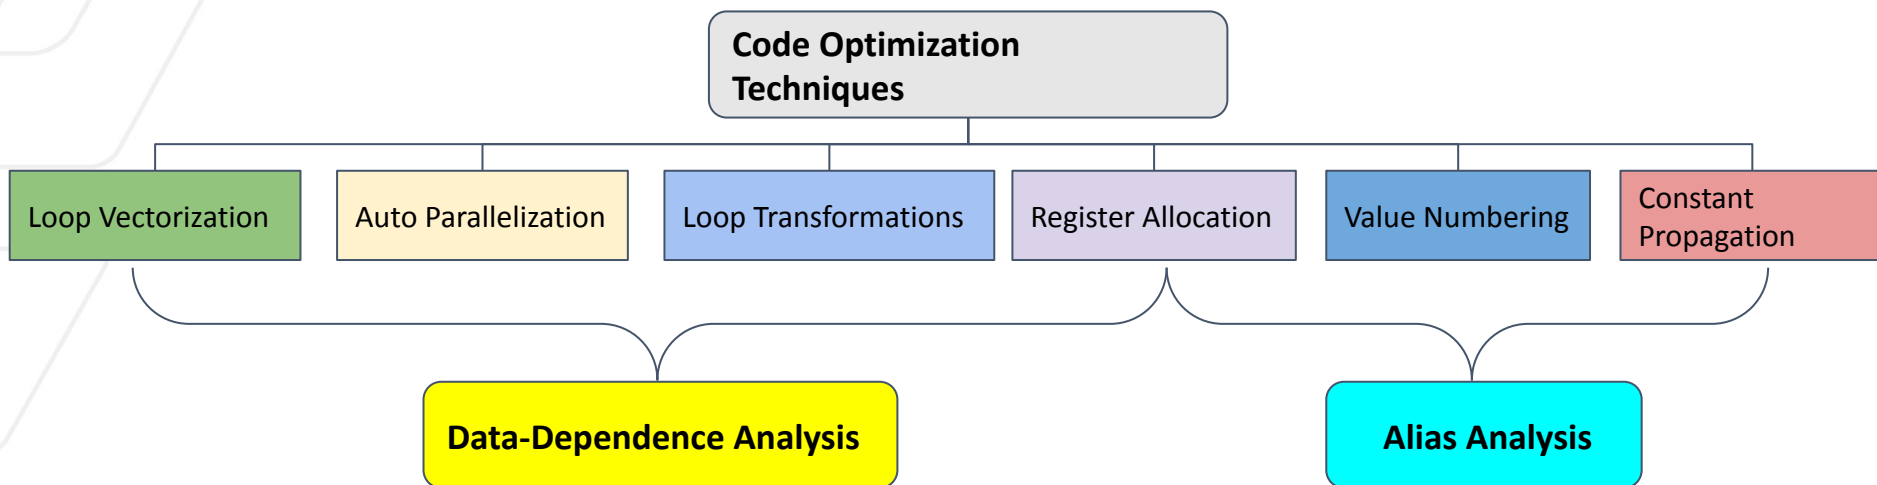 Code Optimization
Techniques
Loop Vectorization
Auto Parallelization
Loop Transformations
Register Allocation
Value Numbering
Constant
Propagation
Data-Dependence Analysis
Alias Analysis